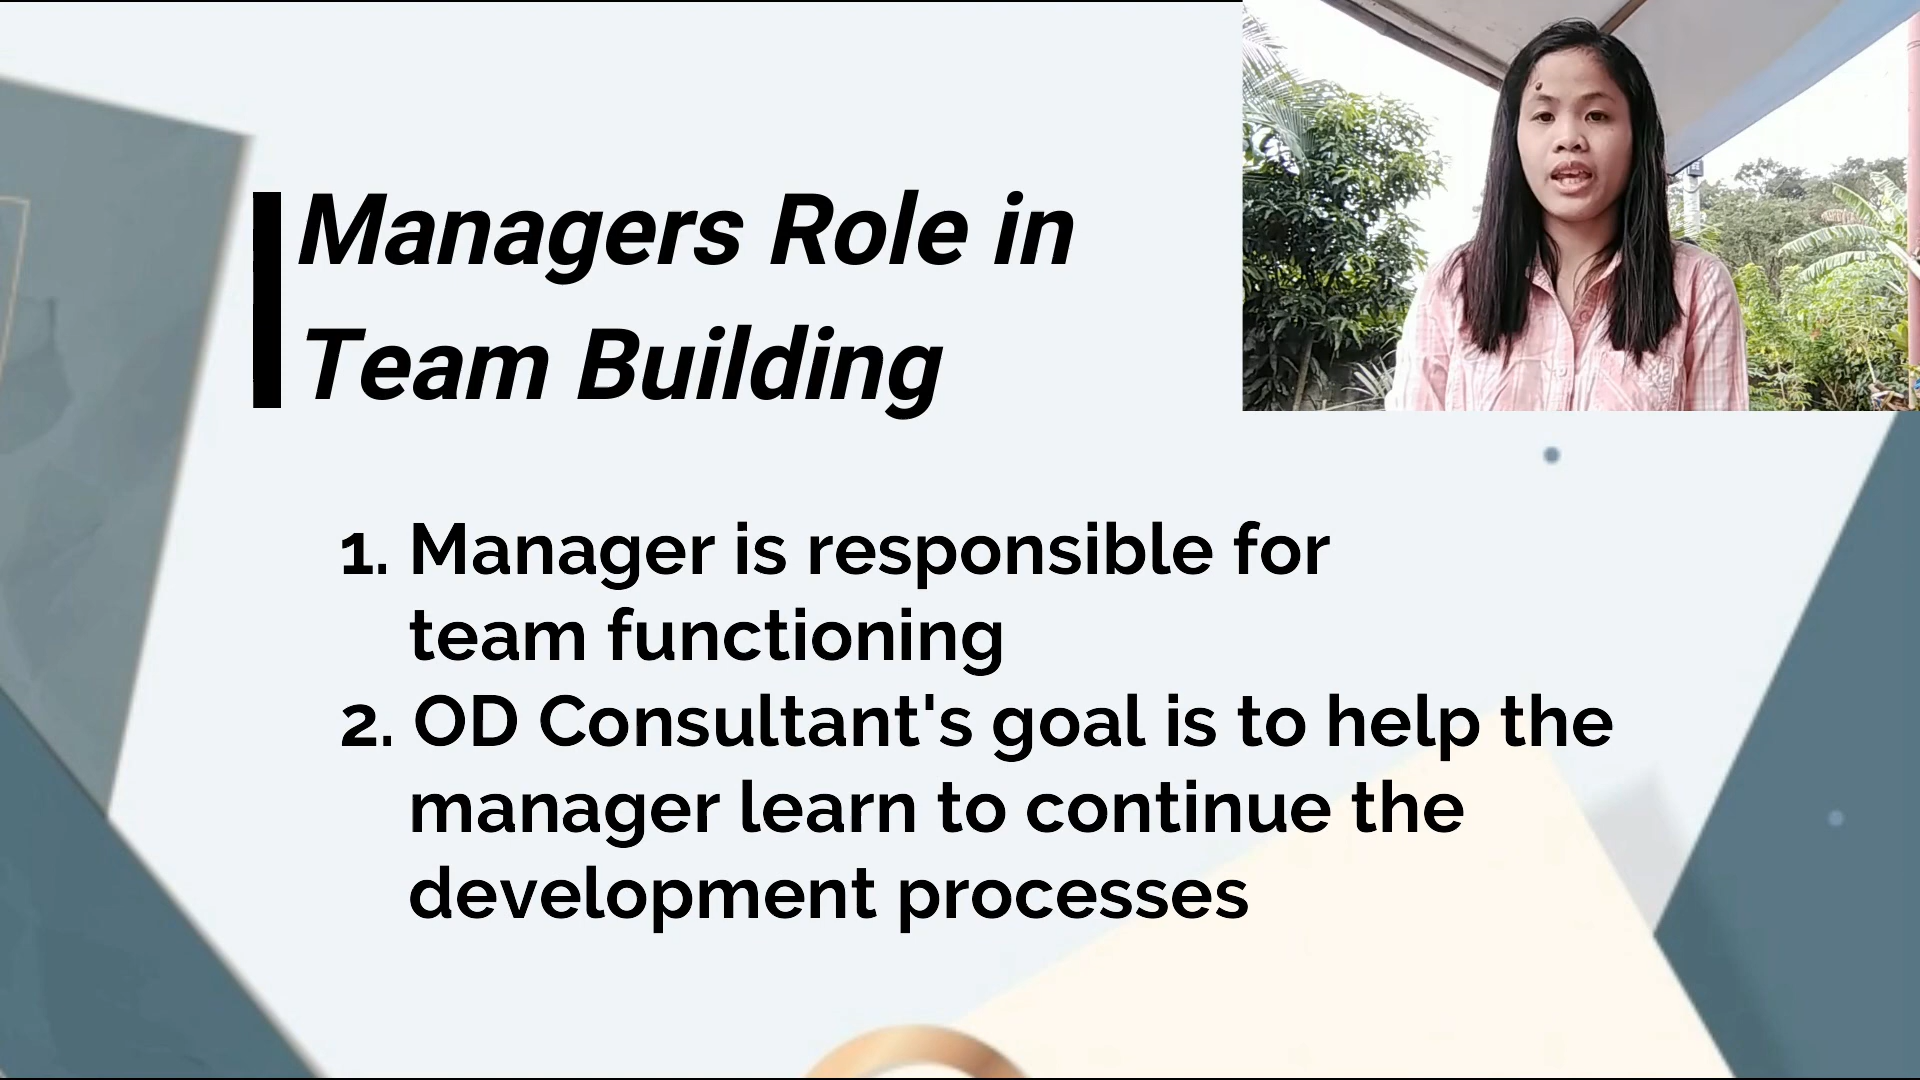 Managers Role in
Team Building
1. Manager is responsible for
team functioning
2. OD Consultant's goal is to help the
manager learn to continue the
development processes